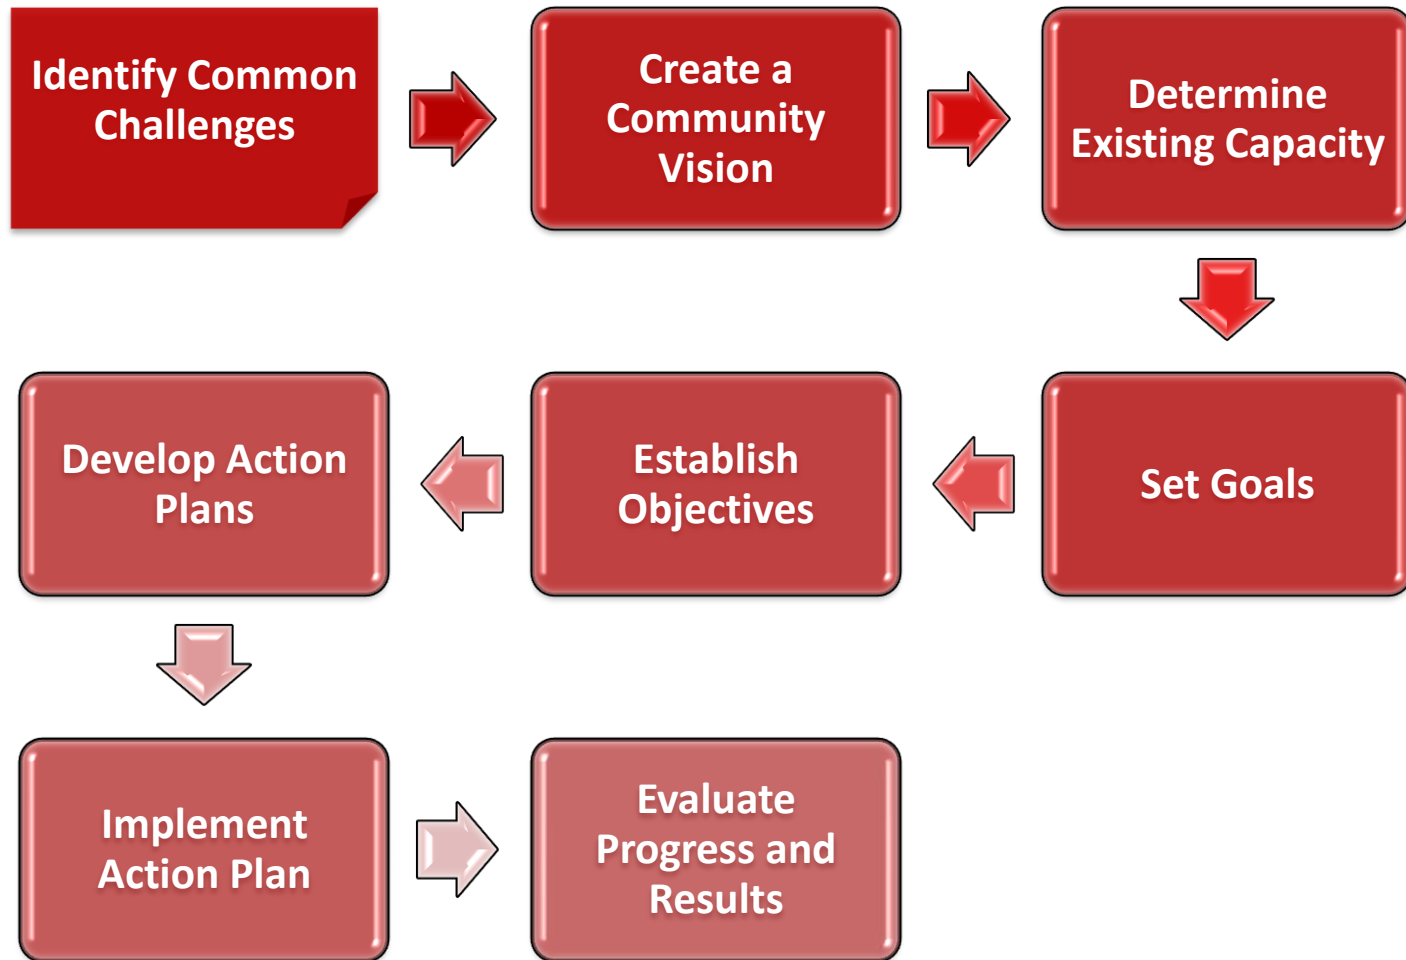 Identify Common
Challenges
Create a
Community
Vision
Determine
Existing Capacity
Set Goals
Establish
Objectives
Develop Action
Plans
Implement
Action Plan
Evaluate
Progress and
Results